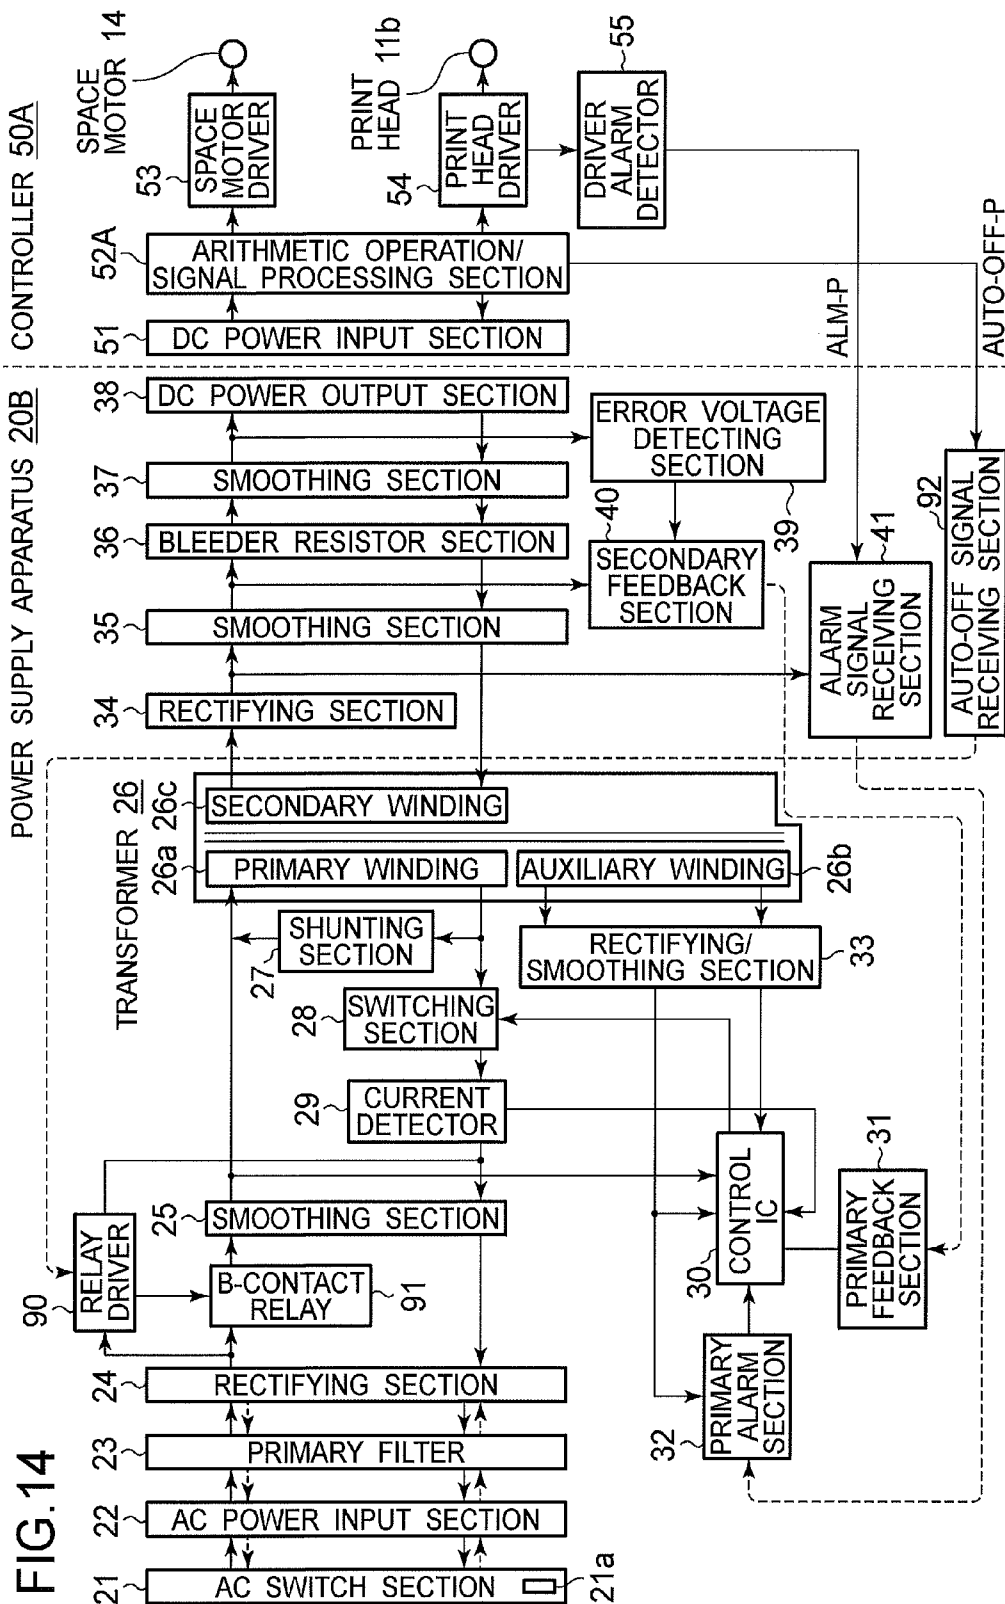 FIG.14
POWER SUPPLY APPARATUS 20B
CONTROLLER 50A
21
AC SWITCH SECTION
21a
22
AC POWER INPUT SECTION
23
PRIMARY FILTER
24
RECTIFYING SECTION
90
RELAY
DRIVER
B-CONTACT
RELAY
91
25
SMOOTHING SECTION
29
CURRENT
DETECTOR
28
SWITCHING
SECTION
27
SHUNTING
SECTION
TRANSFORMER 26
26a
PRIMARY WINDING
AUXILIARY WINDING
26b
26c
SECONDARY WINDING
RECTIFYING/
SMOOTHING SECTION
33
30
CONTROL
IC
31
PRIMARY
FEEDBACK
SECTION
32
PRIMARY
ALARM
SECTION
34
RECTIFYING SECTION
35
SMOOTHING SECTION
36
BLEEDER RESISTOR SECTION
37
SMOOTHING SECTION
38
DC POWER OUTPUT SECTION
ERROR VOLTAGE
DETECTING
SECTION
39
40
SECONDARY
FEEDBACK
SECTION
41
ALARM
SIGNAL
RECEIVING
SECTION
92
AUTO-OFF SIGNAL
RECEIVING SECTION
51
DC POWER INPUT SECTION
52A
ARITHMETIC OPERATION/
SIGNAL PROCESSING SECTION
53
SPACE
MOTOR
DRIVER
SPACE
MOTOR 14
54
PRINT
HEAD
DRIVER
PRINT
HEAD 11b
55
DRIVER
ALARM
DETECTOR
ALM-P
AUTO-OFF-P